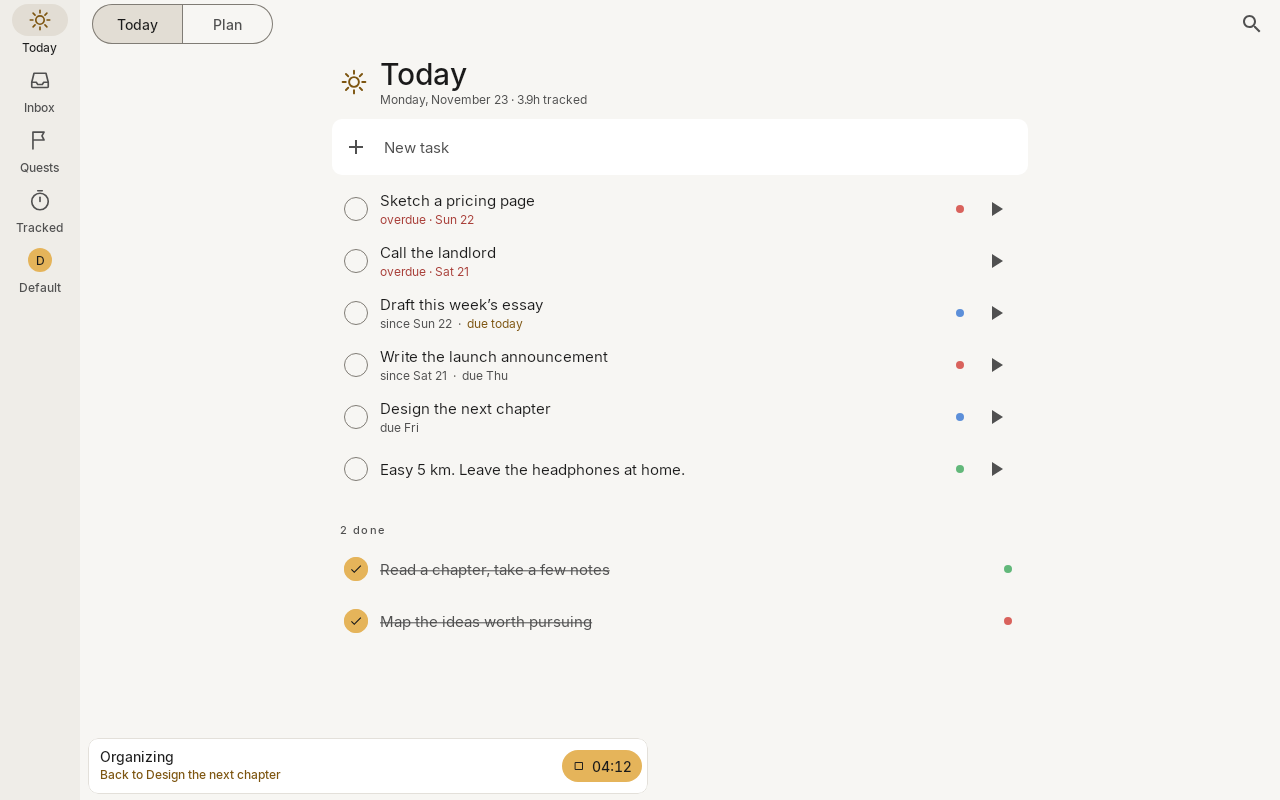 Today
Inbox
Quests
Tracked
D
Default
Today
Plan
Today
Monday, November 23 · 3.9h tracked
New task
Sketch a pricing page
overdue · Sun 22
Call the landlord
overdue · Sat 21
Draft this week’s essay
since Sun 22 · due today
Write the launch announcement
since Sat 21 · due Thu
Design the next chapter
due Fri
Easy 5 km. Leave the headphones at home.
2 done
Read a chapter, take a few notes
Map the ideas worth pursuing
Organizing
Back to Design the next chapter
04:12